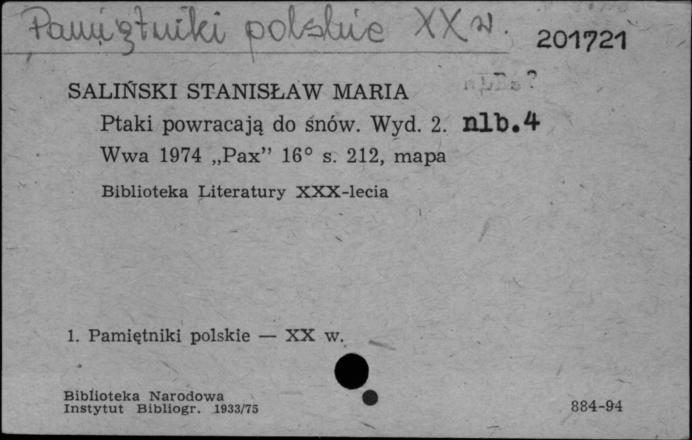 Pamiętniki polskie XX w.
201721
SALIŃSKI STANISŁAW MARIA
Ptaki powracają do snów. Wyd. 2. nlb.4
Wwa 1974 „Pax” 16° s. 212, mapa
Biblioteka Literatury XXX-lecia
1. Pamiętniki polskie — XX w.
Biblioteka Narodowa
Instytut Bibliogr. 1933/75
884-94